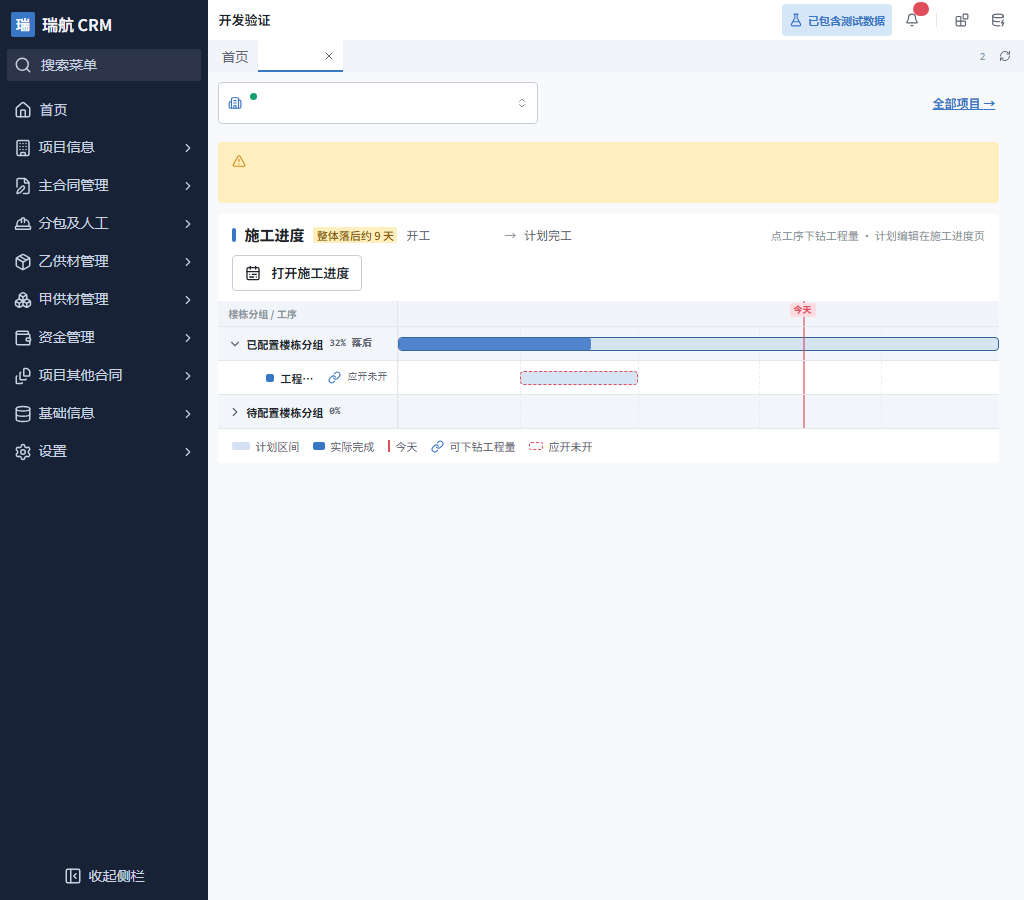 瑞 瑞航 CRM
搜索菜单
首页
项目信息
主合同管理
分包及人工
乙供材管理
甲供材管理
资金管理
项目其他合同
基础信息
设置
收起侧栏
开发验证
已包含测试数据
首页
2
全部项目 →
施工进度 整体落后约 9 天 开工 → 计划完工
点工序下钻工程量 · 计划编辑在施工进度页
打开施工进度
楼栋分组 / 工序
今天
已配置楼栋分组 32% 落后
工程… 应开未开
待配置楼栋分组 0%
计划区间 实际完成 今天 可下钻工程量 应开未开